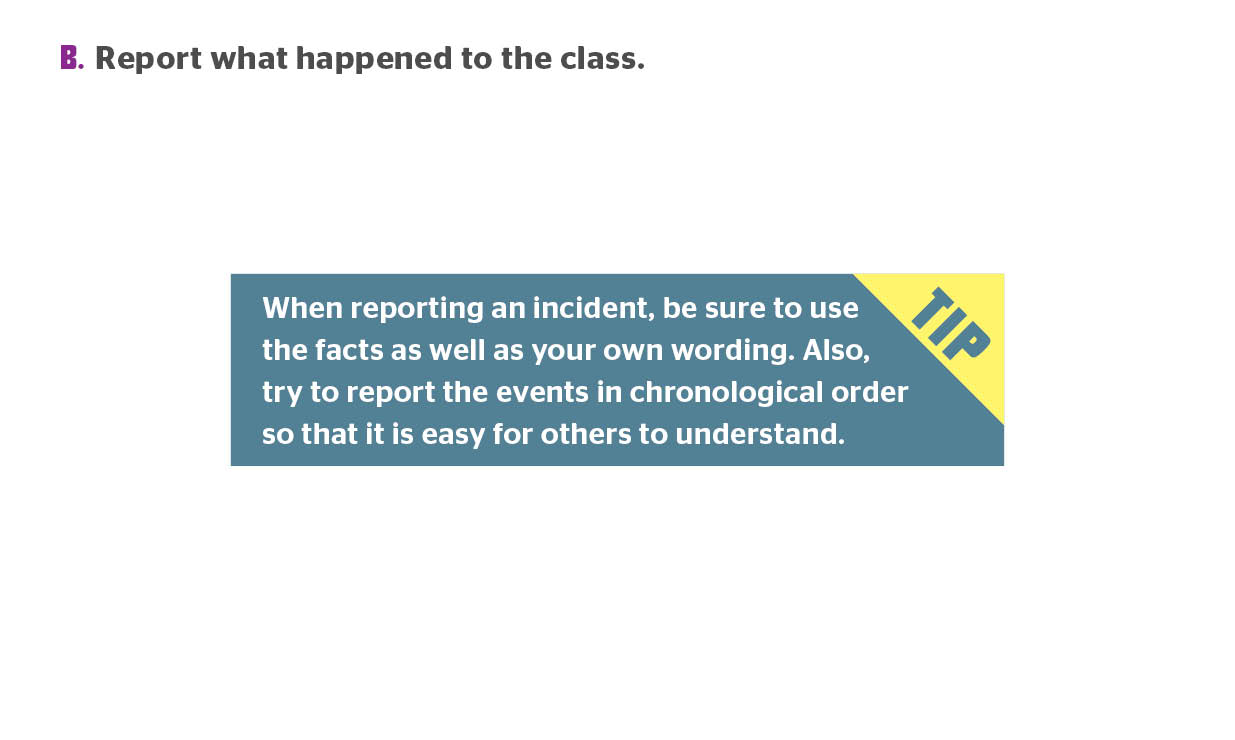 B. Report what happened to the class.
TIP
When reporting an incident, be sure to use
the facts as well as your own wording. Also,
try to report the events in chronological order
so that it is easy for others to understand.